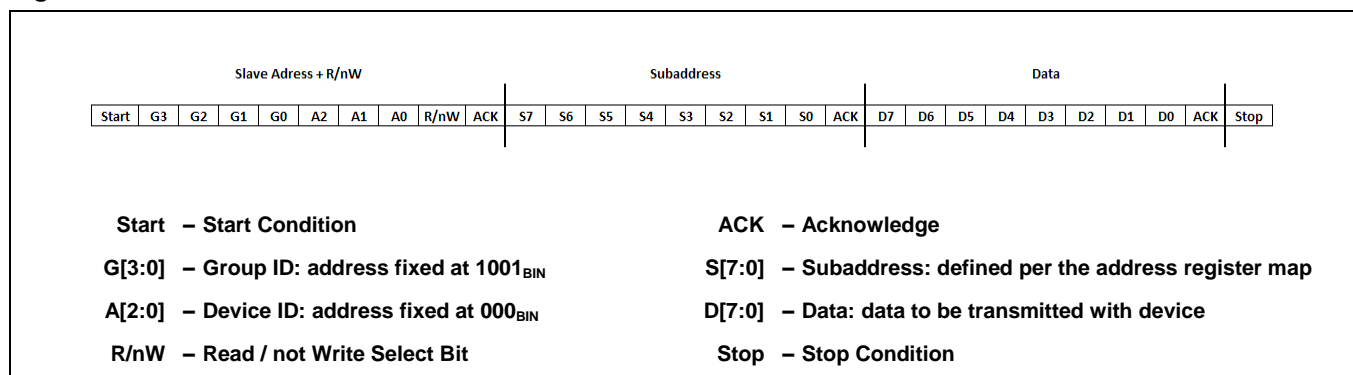 Slave Adress + R/nW Subaddress Data
Start G3 G2 G1 G0 A2 A1 A0 R/nW ACK S7 S6 S5 S4 S3 S2 S1 S0 ACK D7 D6 D5 D4 D3 D2 D1 D0 ACK Stop
Start – Start Condition
G[3:0] – Group ID: address fixed at 1001BIN
A[2:0] – Device ID: address fixed at 000BIN
R/nW – Read / not Write Select Bit
ACK – Acknowledge
S[7:0] – Subaddress: defined per the address register map
D[7:0] – Data: data to be transmitted with device
Stop – Stop Condition